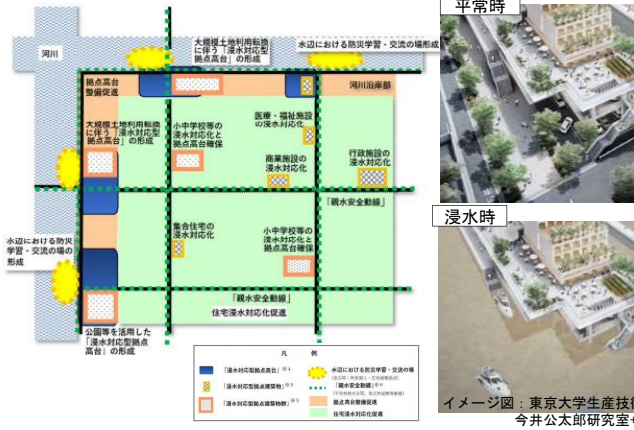 河川
大規模土地利用転換
に伴う「浸水対応型
拠点高台」の形成
水辺における防災学習・交流の場形成
拠点高台
整備促進
河川沿岸部
大規模土地利用転換
に伴う「浸水対応型
拠点高台」の形成
小中学校等の
浸水対応化と
拠点高台確保
医療・福祉施設
の浸水対応化
商業施設の
浸水対応化
行政施設の
浸水対応化
「親水安全動線」
集合住宅の
浸水対応化
小中学校等の
浸水対応化と
拠点高台確保
水辺における防災
学習・交流の場の
形成
「親水安全動線」
住宅浸水対応化促進
公園等を活用した
「浸水対応型拠点
高台」の形成
凡 例
「浸水対応型拠点高台」※4
「浸水対応型拠点建築物」※3
「浸水対応型拠点建築物群」※5
水辺における防災学習・交流の場
「親水安全動線」※6
拠点高台整備促進
住宅浸水対応化促進
平常時
浸水時
イメージ図：東京大学生産技術
今井公太郎研究室